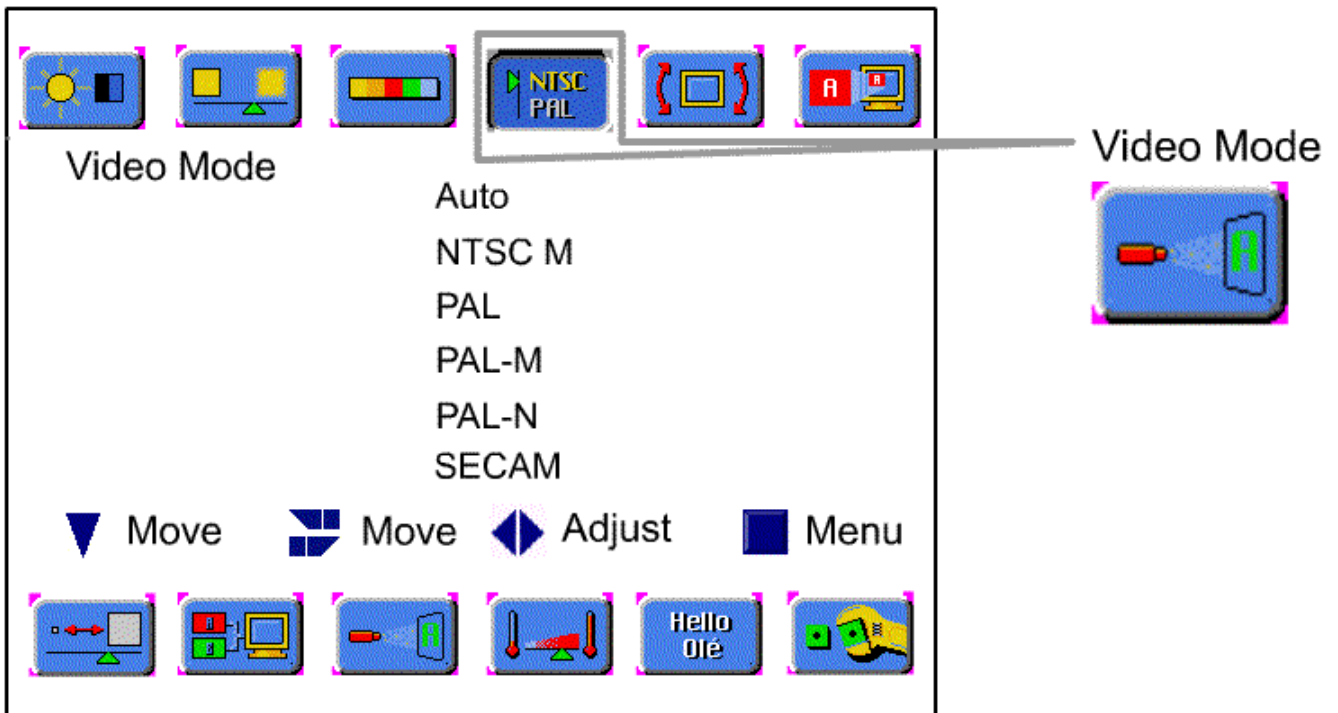 NTSC
PAL
A
A
Video Mode
Video Mode
A
Auto
NTSC M
PAL
PAL-M
PAL-N
SECAM
Move Move Adjust Menu
A
Hello
Olé